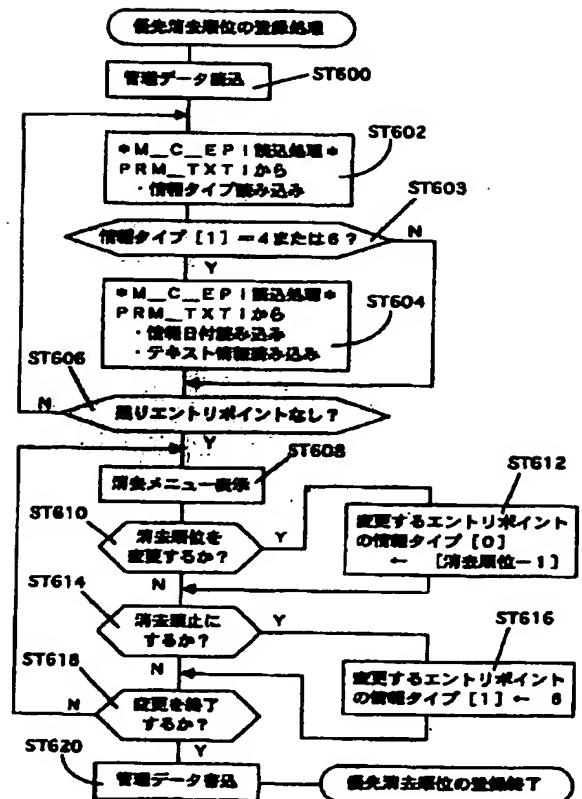 優先消去順位の登録処理
管理データ読込
ST600
ST602
*M_C_EPI読込処理*
PRM_TXTIから
・情報タイプ読み込み
ST603
情報タイプ[1]=4または6?
N
Y
*M_C_EPI読込処理*
PRM_TXTIから
・情報日付読み込み
・テキスト情報読み込み
ST604
ST606
N
残りエントリポイントなし?
Y
ST608
消去メニュー表示
ST610
消去順位を
変更するか?
Y
ST612
変更するエントリポイント
の情報タイプ[0]
← [消去順位-1]
N
ST614
消去禁止に
するか?
Y
ST616
変更するエントリポイント
の情報タイプ[1]←
N
ST618
変更を終了
するか?
N
Y
ST620
管理データ書込
優先消去順位の登録終了